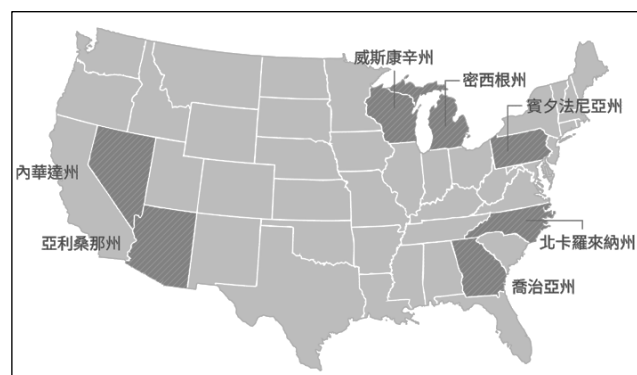 威斯康辛州
密西根州
賓夕法尼亞州
內華達州
亞利桑那州
北卡羅來納州
喬治亞州